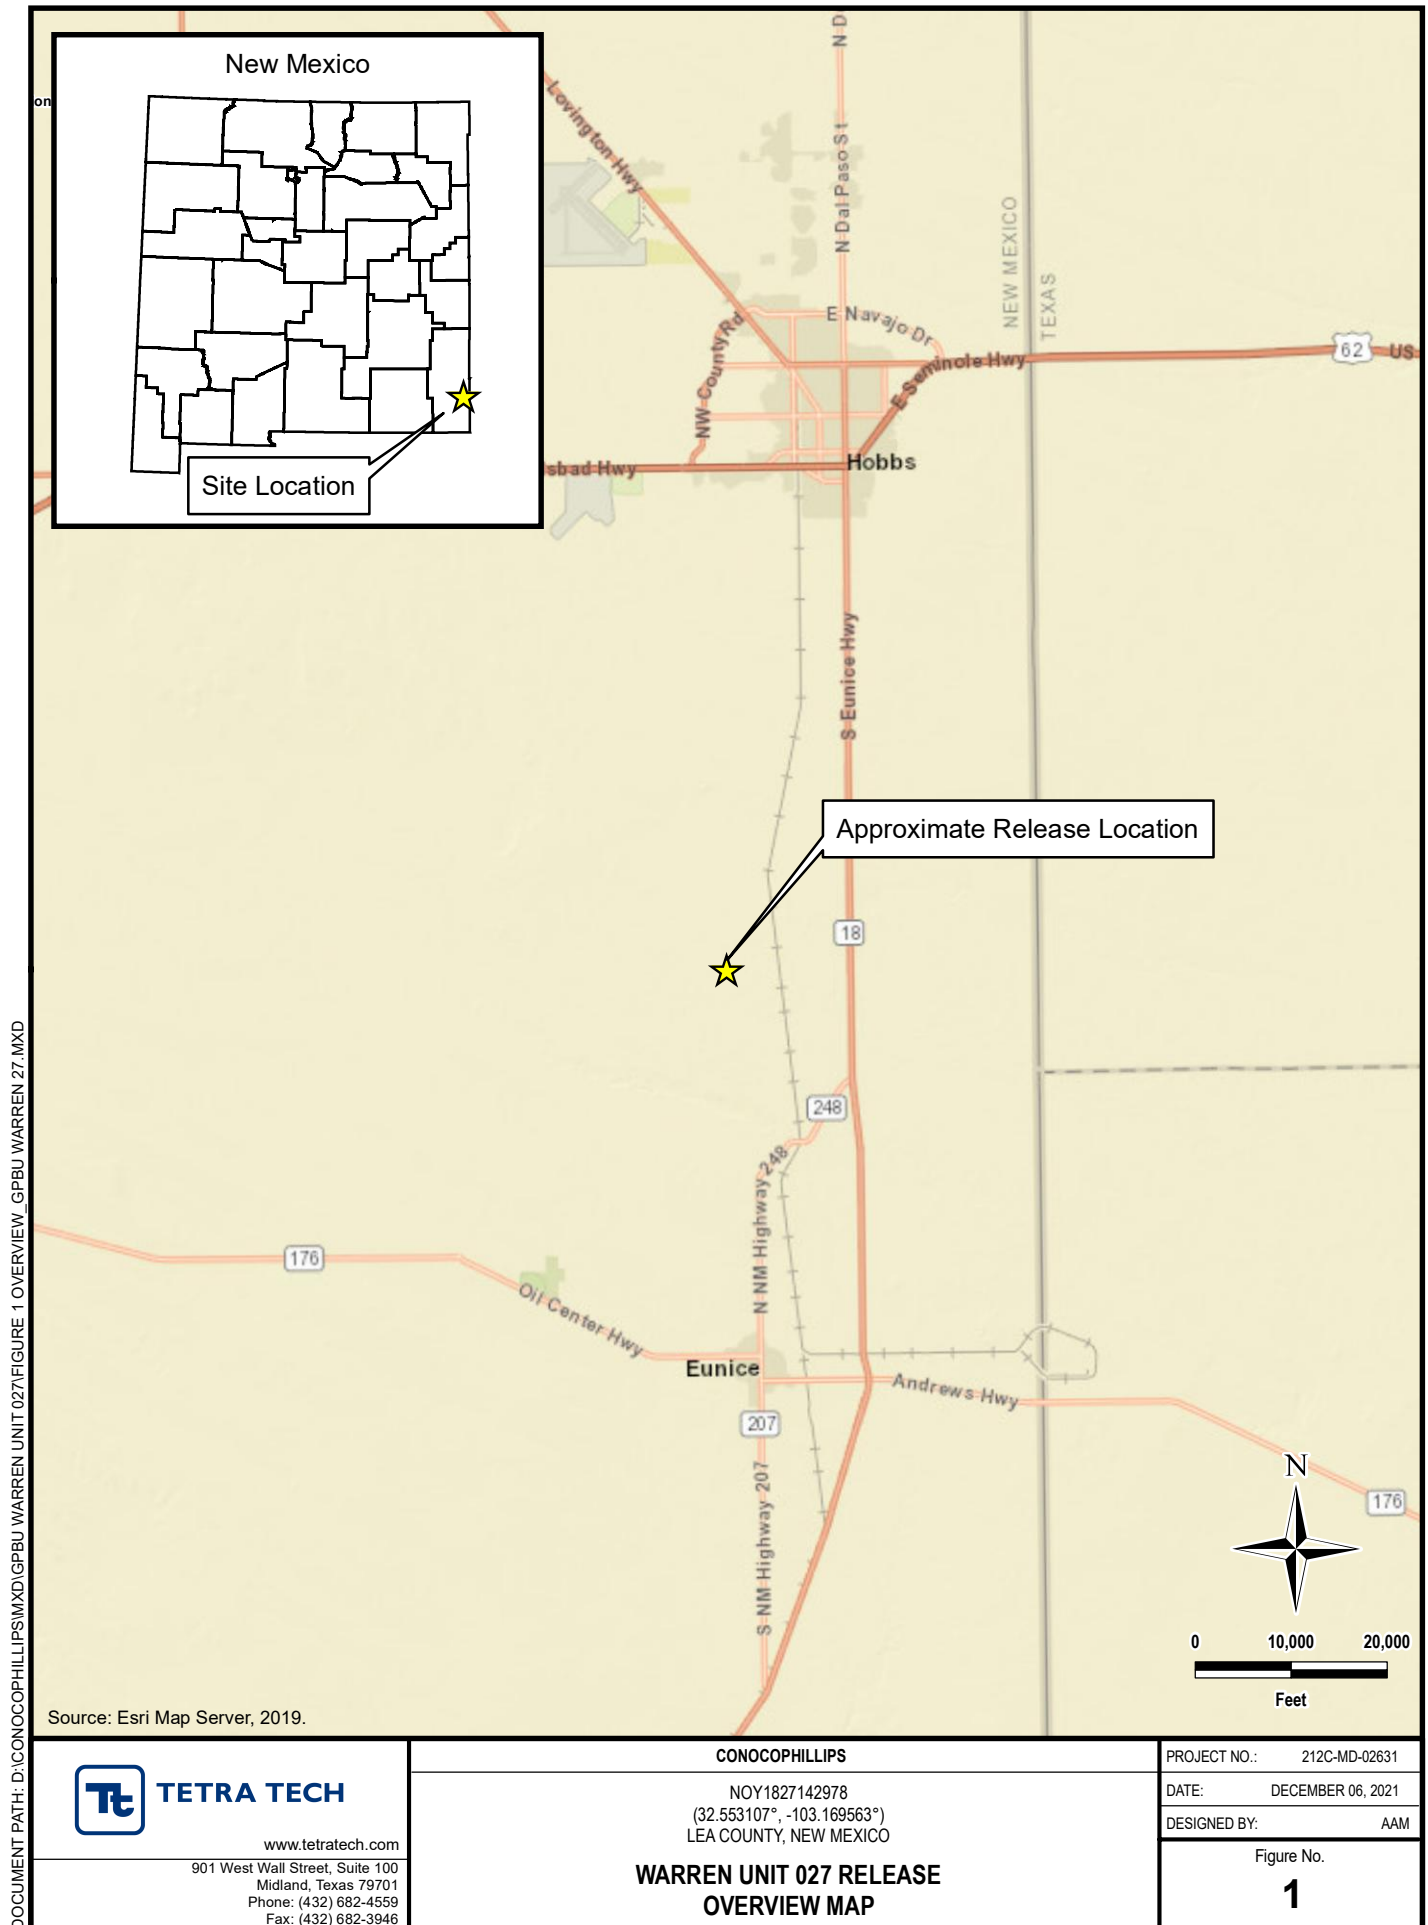 New Mexico
Site Location
on
Lovington Hwy
N D
N Dal Paso St
NEW MEXICO
TEXAS
NW County Rd
E Navajo Dr
E Seminole Hwy
62
US
sbad Hwy
Hobbs
S Eunice Hwy
Approximate Release Location
18
248
N NM Highway 248
176
Oil Center Hwy
Eunice
Andrews Hwy
207
S NM Highway 207
176
N
0 10,000 20,000
Feet
Source: Esri Map Server, 2019.
DOCUMENT PATH: D:\CONOCOPHILLIPS\MXD\GPBU WARREN UNIT 027\FIGURE 1 OVERVIEW_GPBU WARREN 27.MXD
Tt TETRA TECH
www.tetratech.com
901 West Wall Street, Suite 100
Midland, Texas 79701
Phone: (432) 682-4559
Fax: (432) 682-3946
CONOCOPHILLIPS
NOY1827142978
(32.553107°, -103.169563°)
LEA COUNTY, NEW MEXICO
WARREN UNIT 027 RELEASE
OVERVIEW MAP
PROJECT NO.: 212C-MD-02631
DATE: DECEMBER 06, 2021
DESIGNED BY: AAM
Figure No.
1